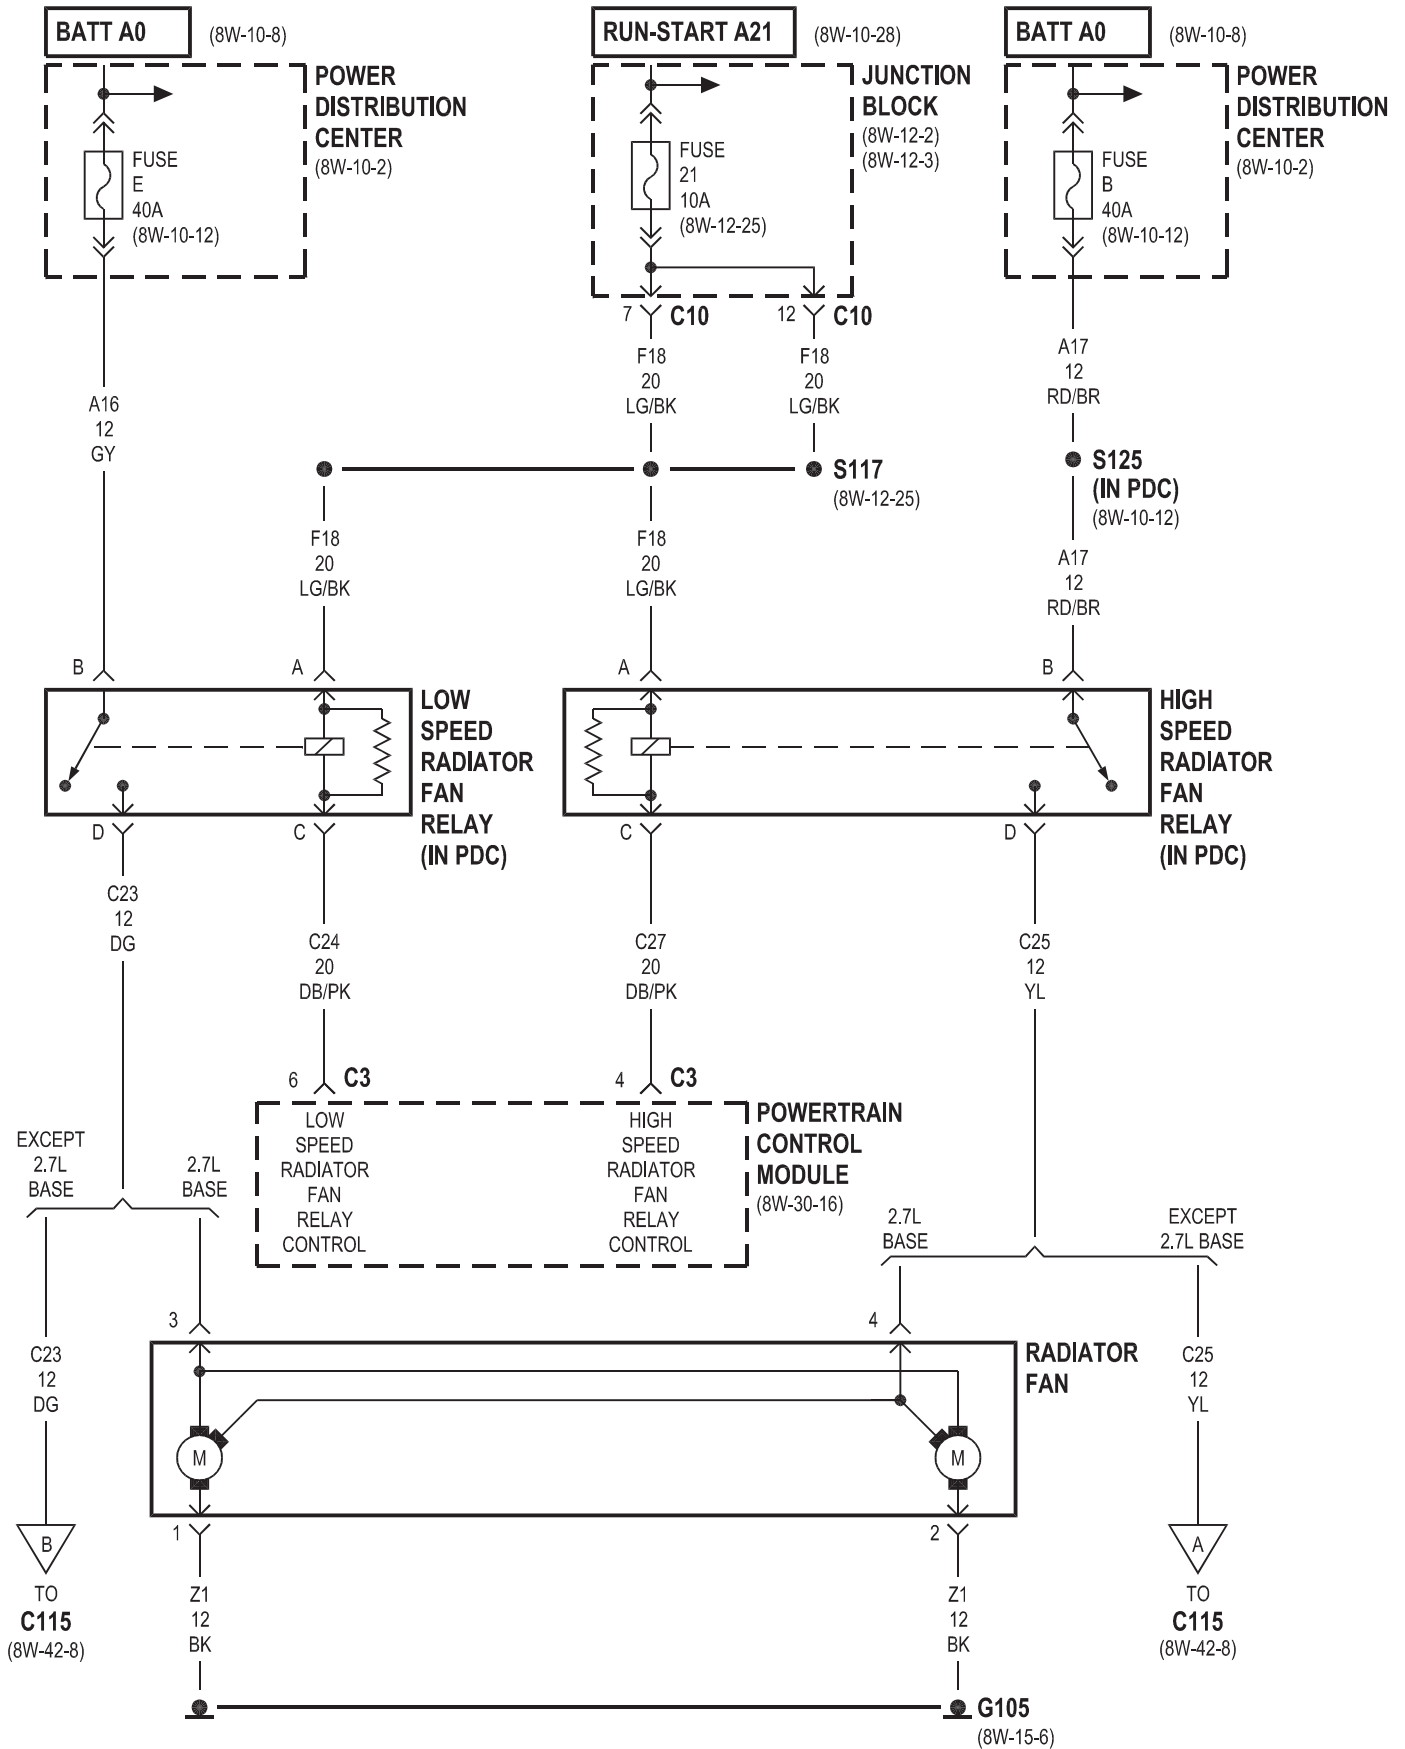 BATT A0
(8W-10-8)
RUN-START A21
(8W-10-28)
BATT A0
(8W-10-8)
POWER
DISTRIBUTION
CENTER
(8W-10-2)
FUSE
E
40A
(8W-10-12)
JUNCTION
BLOCK
(8W-12-2)
(8W-12-3)
FUSE
21
10A
(8W-12-25)
POWER
DISTRIBUTION
CENTER
(8W-10-2)
FUSE
B
40A
(8W-10-12)
7
C10
12
C10
F18
20
LG/BK
F18
20
LG/BK
A17
12
RD/BR
A16
12
GY
S117
(8W-12-25)
S125
(IN PDC)
(8W-10-12)
F18
20
LG/BK
F18
20
LG/BK
A17
12
RD/BR
B
A
A
B
LOW
SPEED
RADIATOR
FAN
RELAY
(IN PDC)
HIGH
SPEED
RADIATOR
FAN
RELAY
(IN PDC)
D
C
C
D
C23
12
DG
C24
20
DB/PK
C27
20
DB/PK
C25
12
YL
6
C3
4
C3
LOW
SPEED
RADIATOR
FAN
RELAY
CONTROL
HIGH
SPEED
RADIATOR
FAN
RELAY
CONTROL
POWERTRAIN
CONTROL
MODULE
(8W-30-16)
EXCEPT
2.7L
BASE
2.7L
BASE
2.7L
BASE
EXCEPT
2.7L BASE
3
4
RADIATOR
FAN
C23
12
DG
C25
12
YL
M
M
1
2
B
TO
C115
(8W-42-8)
Z1
12
BK
Z1
12
BK
A
TO
C115
(8W-42-8)
G105
(8W-15-6)